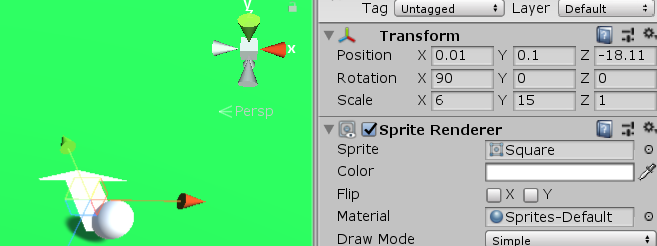 y
x
Persp
Tag Untagged Layer Default
Transform
Position X 0.01 Y 0.1 Z -18.11
Rotation X 90 Y 0 Z 0
Scale X 6 Y 15 Z 1
Sprite Renderer
Sprite Square
Color
Flip X Y
Material Sprites-Default
Draw Mode Simple